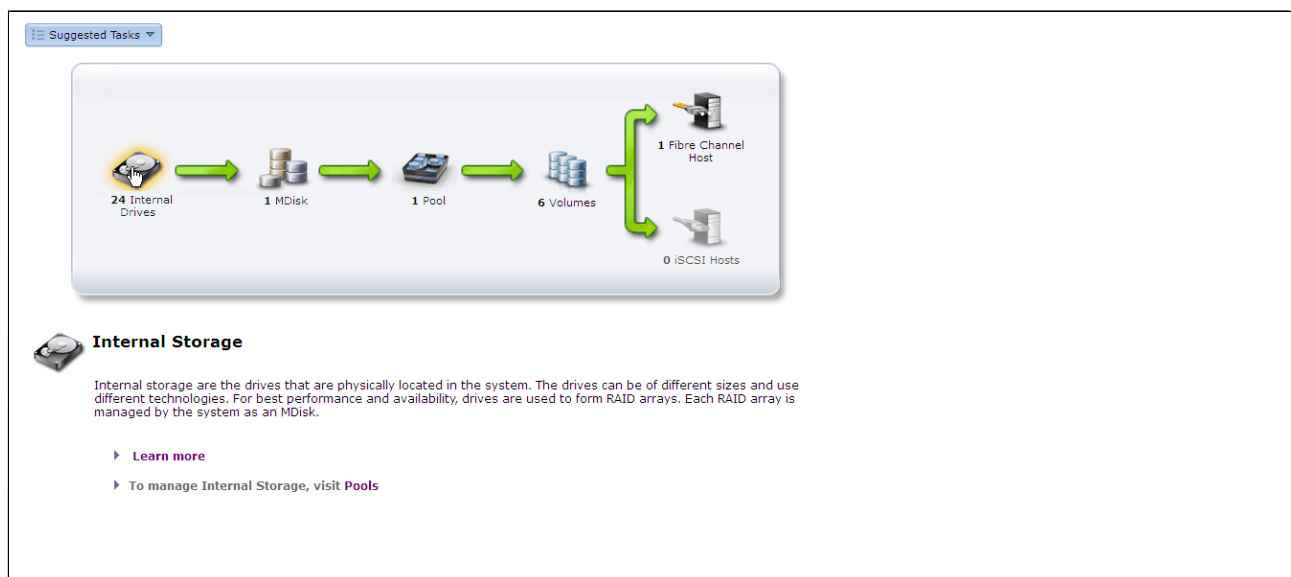 Suggested Tasks
1 Fibre Channel
Host
24 Internal
Drives
1 MDisk
1 Pool
6 Volumes
0 iSCSI Hosts
Internal Storage
Internal storage are the drives that are physically located in the system. The drives can be of different sizes and use
different technologies. For best performance and availability, drives are used to form RAID arrays. Each RAID array is
managed by the system as an MDisk.
Learn more
To manage Internal Storage, visit Pools